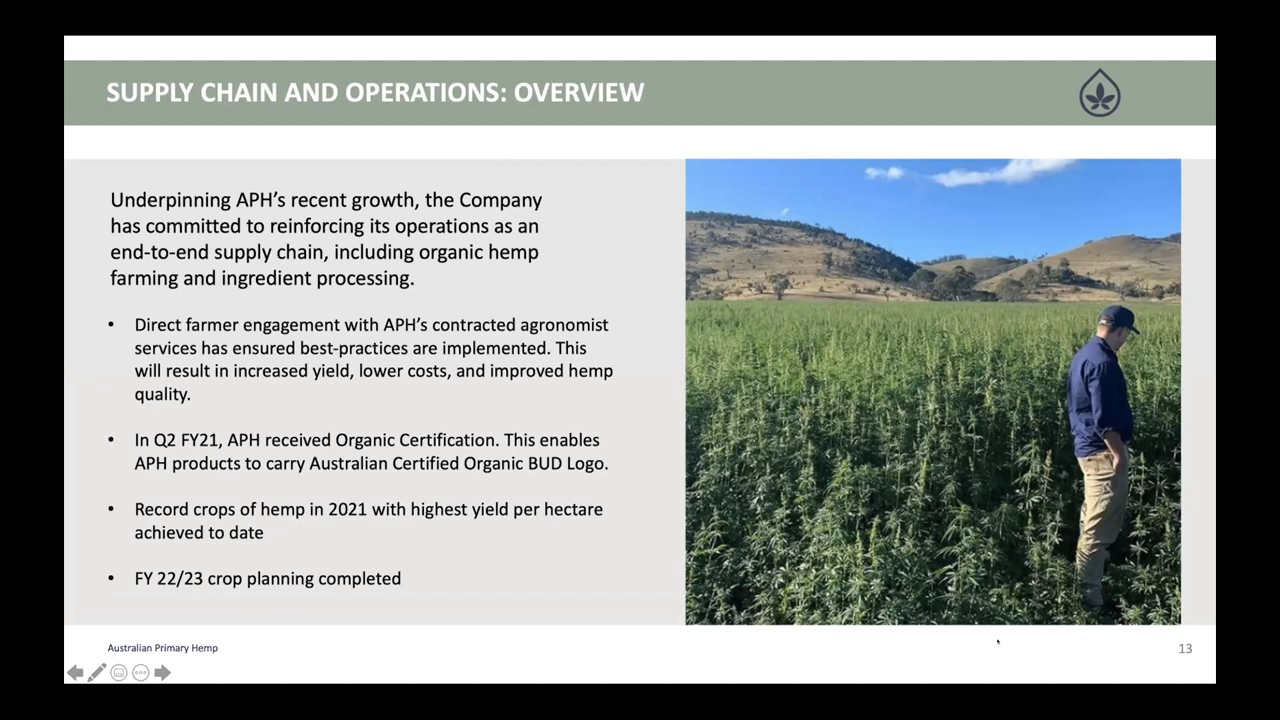 SUPPLY CHAIN AND OPERATIONS: OVERVIEW
Underpinning APH’s recent growth, the Company
has committed to reinforcing its operations as an
end-to-end supply chain, including organic hemp
farming and ingredient processing.
• Direct farmer engagement with APH’s contracted agronomist
services has ensured best-practices are implemented. This
will result in increased yield, lower costs, and improved hemp
quality.
• In Q2 FY21, APH received Organic Certification. This enables
APH products to carry Australian Certified Organic BUD Logo.
• Record crops of hemp in 2021 with highest yield per hectare
achieved to date
• FY 22/23 crop planning completed
Australian Primary Hemp
13